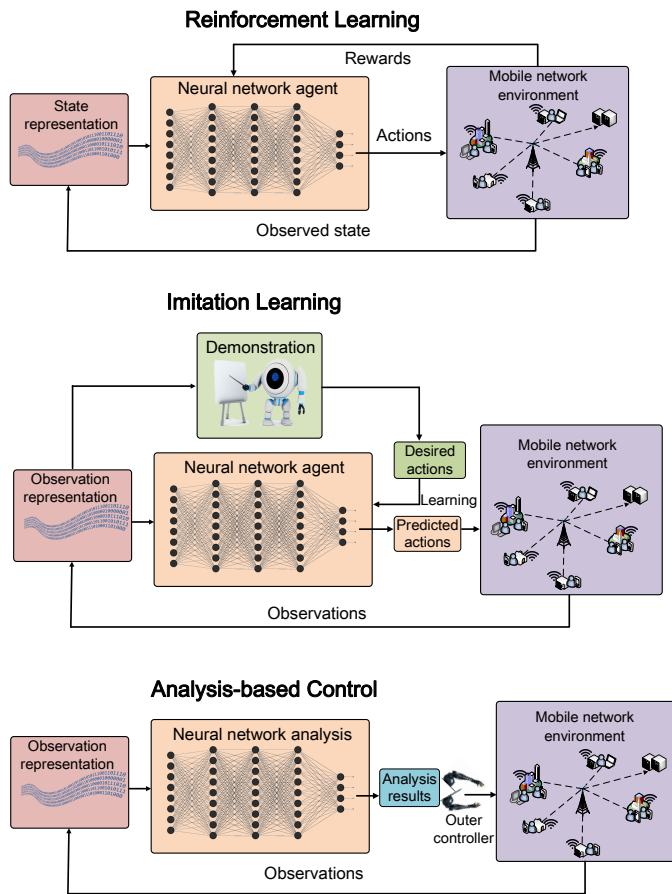 Reinforcement Learning
Rewards
Neural network agent
Mobile network
environment
State
representation
Actions
Observed state
Imitation Learning
Demonstration
Desired
actions
Mobile network
environment
Neural network agent
Observation
representation
Learning
Predicted
actions
Observations
Analysis-based Control
Neural network analysis
Mobile network
environment
Observation
representation
Analysis
results
Outer
controller
Observations